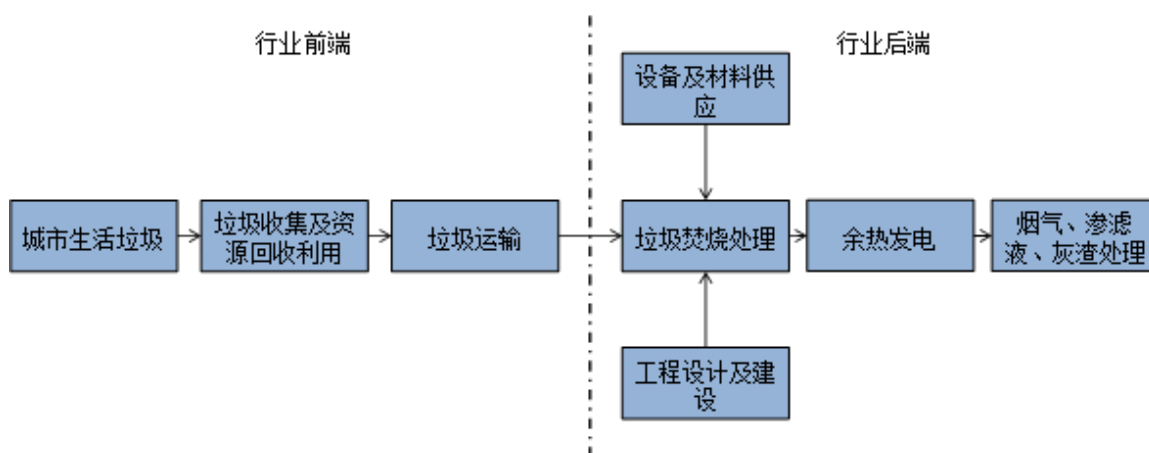 行业前端
行业后端
设备及材料供
应
城市生活垃圾
垃圾收集及资
源回收利用
垃圾运输
垃圾焚烧处理
余热发电
烟气、渗滤
液、灰渣处理
工程设计及建
设